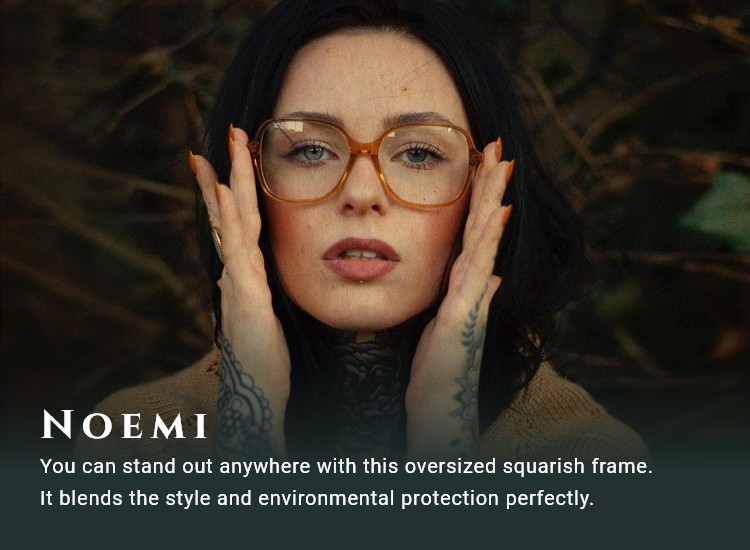 Noemi
You can stand out anywhere with this oversized squarish frame.
It blends the style and environmental protection perfectly.